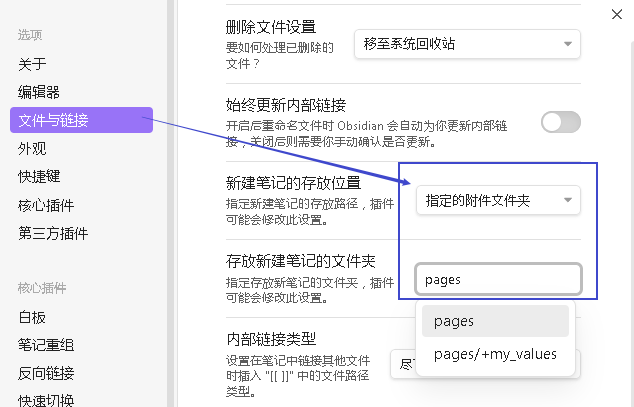 选项
关于
编辑器
文件与链接
外观
快捷键
核心插件
第三方插件
核心插件
白板
笔记重组
反向链接
快速切换
删除文件设置
要如何处理已删除的
文件？
移至系统回收站
始终更新内部链接
开启后重命名文件时 Obsidian 会自动为你更新内部链
接，关闭后则需要你手动确认是否更新。
新建笔记的存放位置
指定新建笔记的存放路径，插件
可能会修改此设置。
指定的附件文件夹
存放新建笔记的文件夹
指定存放新建笔记的文件夹，插
件可能会修改此设置。
pages
pages
pages/+my_values
内部链接类型
设置在笔记中链接其他文件
时插入 "[[ ]]" 中的文件路径
类型。